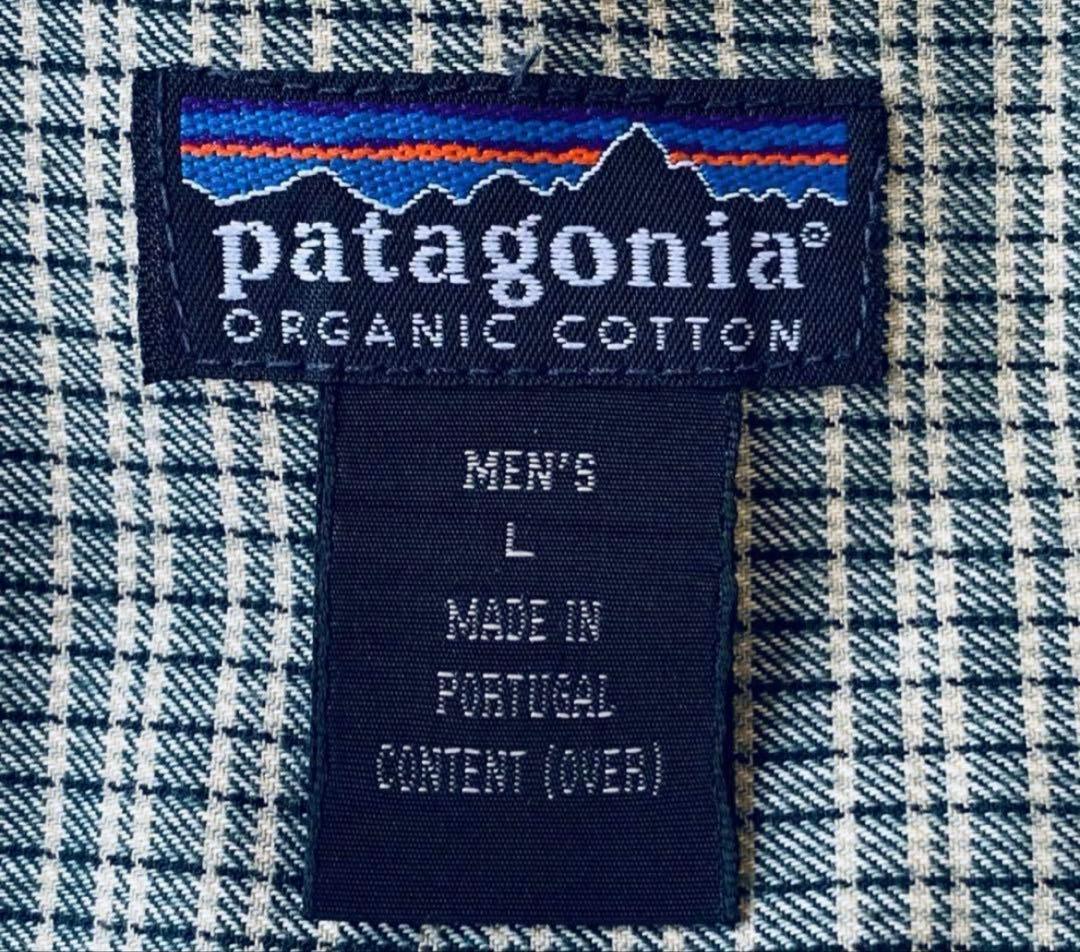 patagonia®
ORGANIC COTTON
MEN'S
L
MADE IN
PORTUGAL
CONTENT (OVER)